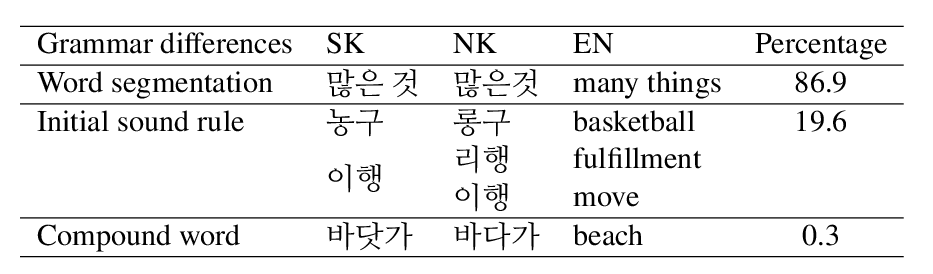 Grammar differences SK NK EN Percentage
Word segmentation 많은 것 많은것 many things 86.9
Initial sound rule 농구 롱구 basketball 19.6
이행 리행 fulfillment
이행 move
Compound word 바닷가 바다가 beach 0.3